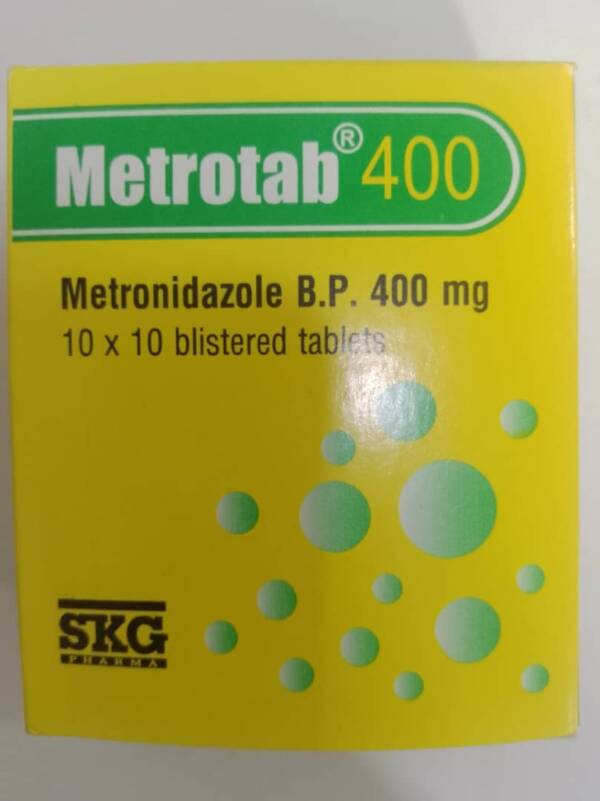 Metrotab® 400
Metronidazole B.P. 400 mg
10 x 10 blistered tablets
SKG
PHARMA